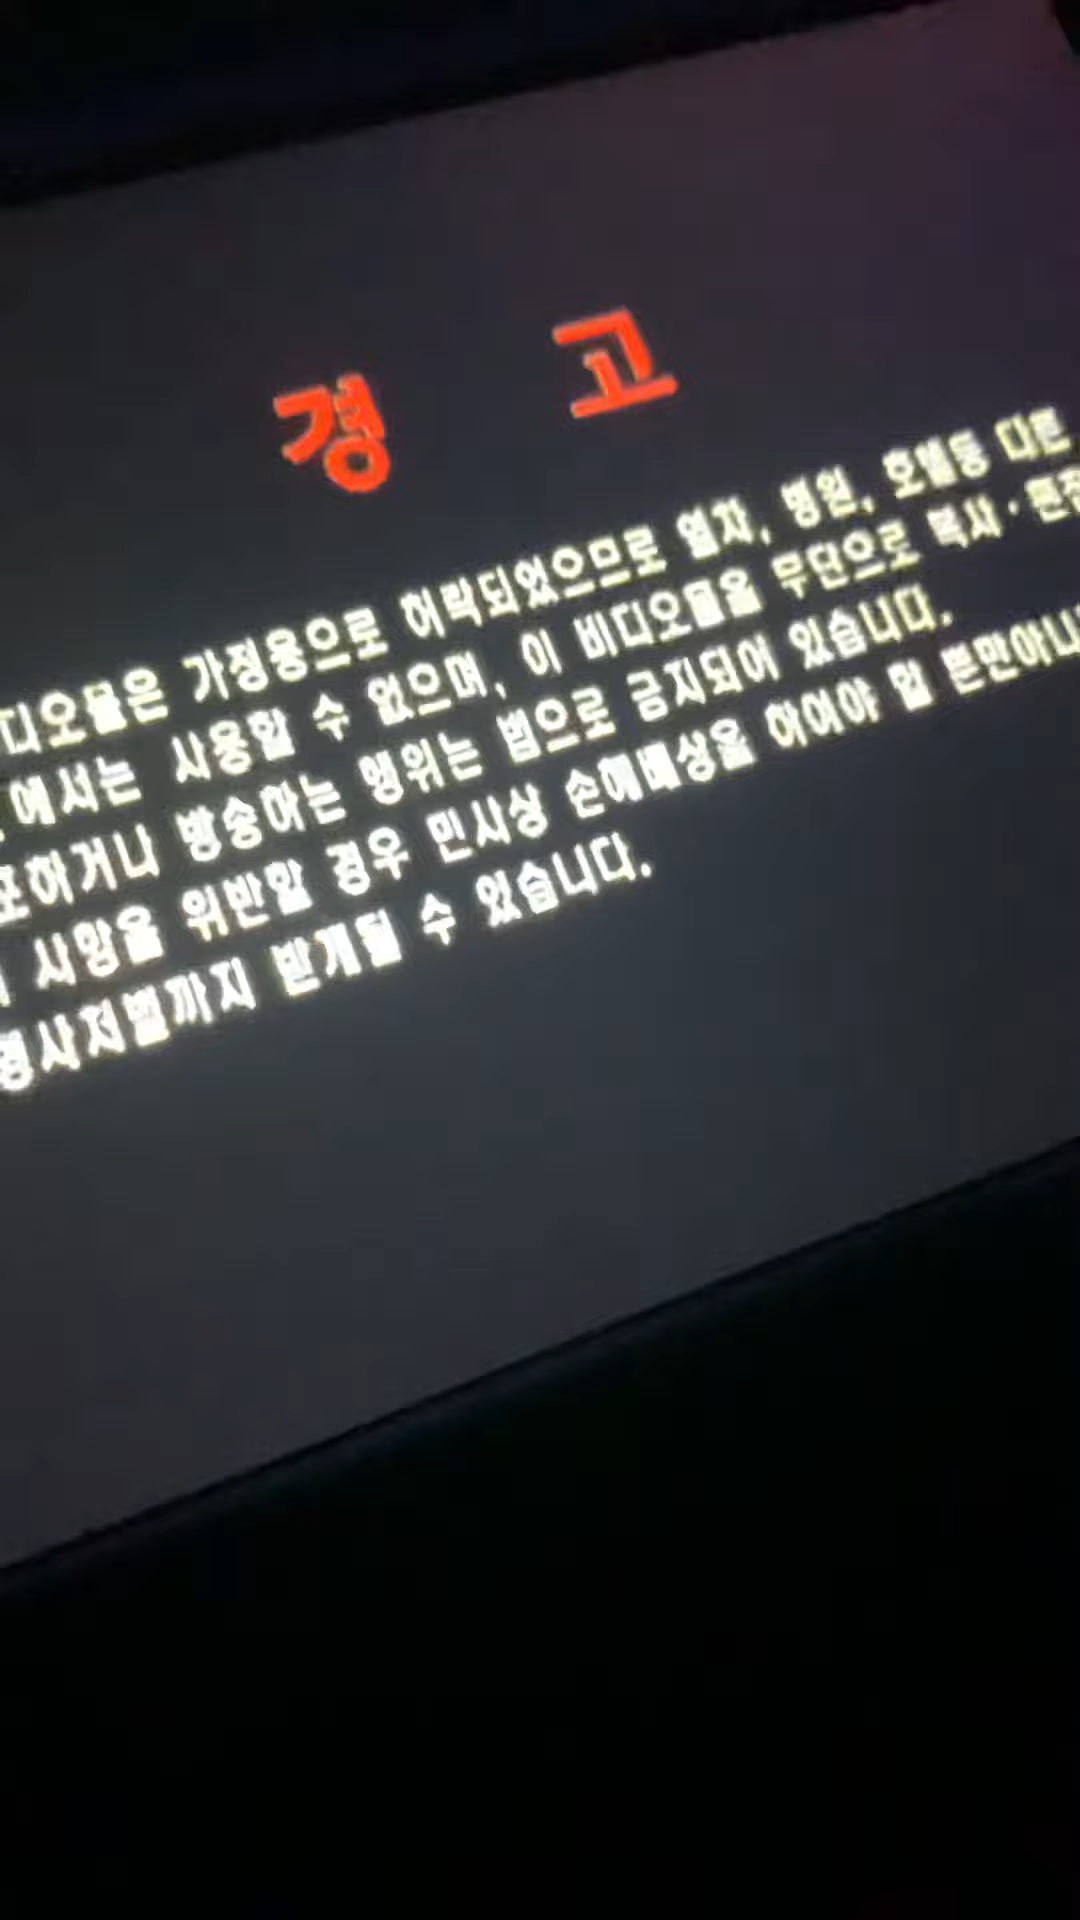 경 고
디오물은 가정용으로 허락되었으므로 열차, 병원, 호텔등 다른
에서는 사용할 수 없으며, 이 비디오물을 무단으로 복사·편집
포하거나 방송하는 행위는 법으로 금지되어 있습니다.
사항을 위반할 경우 민사상 손해배상을 하여야 할 뿐만아니
형사처벌까지 받게될 수 있습니다.